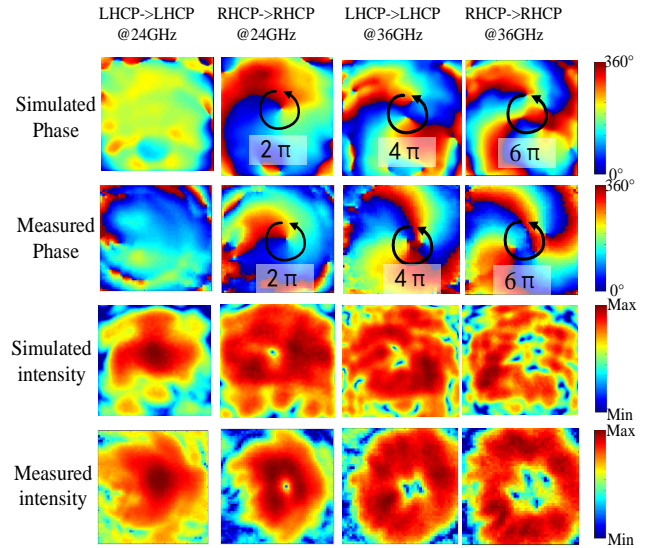 LHCP->LHCP RHCP->RHCP LHCP->LHCP RHCP->RHCP
@24GHz @24GHz @36GHz @36GHz
360°
Simulated
Phase
2 π 4 π 6 π
0°
360°
Measured
Phase
2 π 4 π 6 π
0°
Max
Simulated
intensity
Min
Max
Measured
intensity
Min